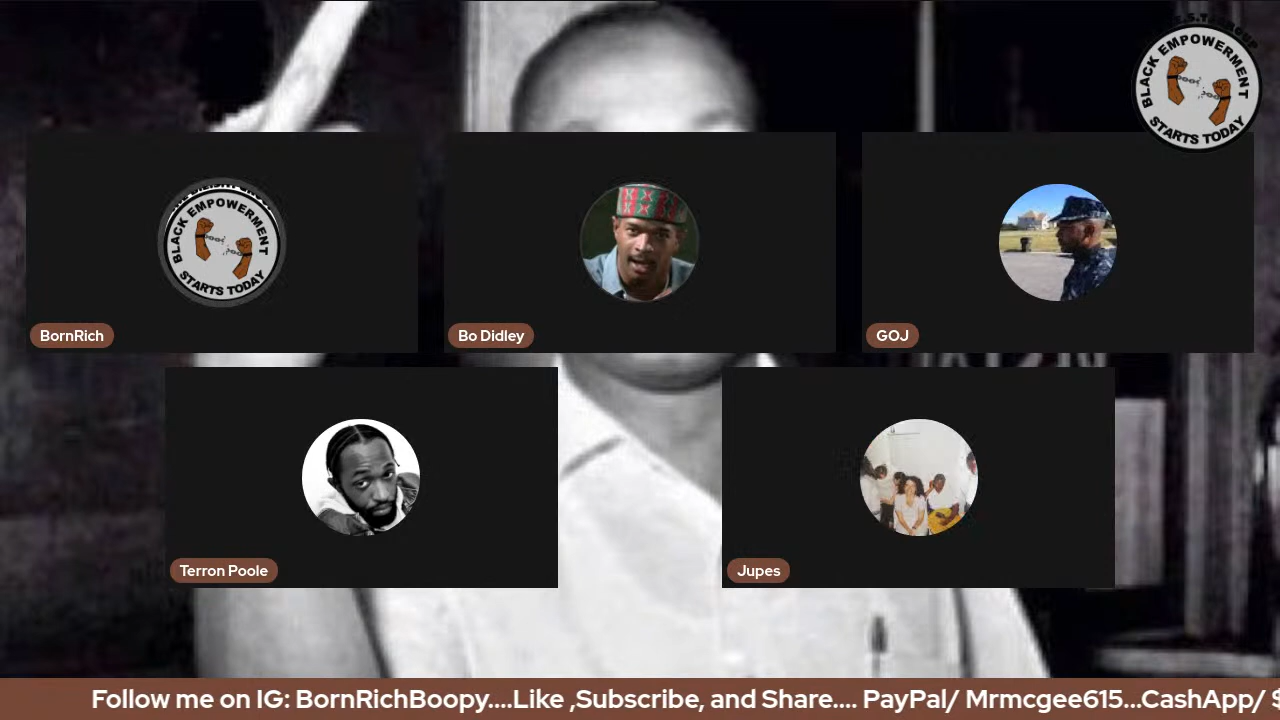 BLACK EMPOWERMENT
STARTS TODAY
BLACK EMPOWERMENT
STARTS TODAY
BornRich
Bo Didley
GOJ
Terron Poole
Jupes
Follow me on IG: BornRichBoopy....Like ,Subscribe, and Share.... PayPal/ Mrmcgee615...CashApp/ $